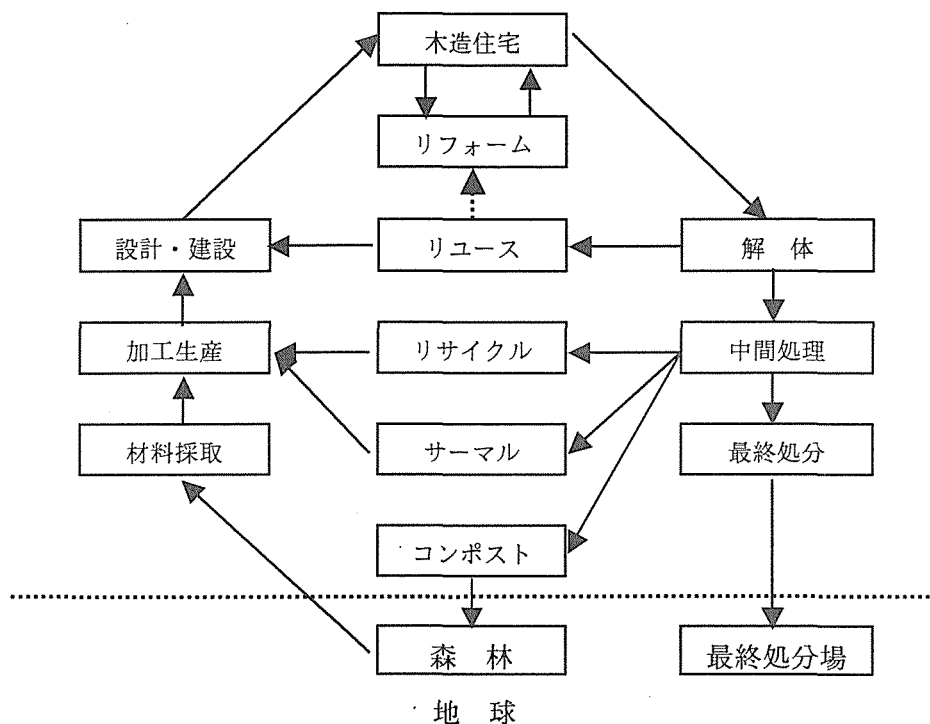 木造住宅
リフォーム
設計・建設
リユース
解 体
加工生産
リサイクル
中間処理
材料採取
サーマル
最終処分
コンポスト
森 林
最終処分場
地 球